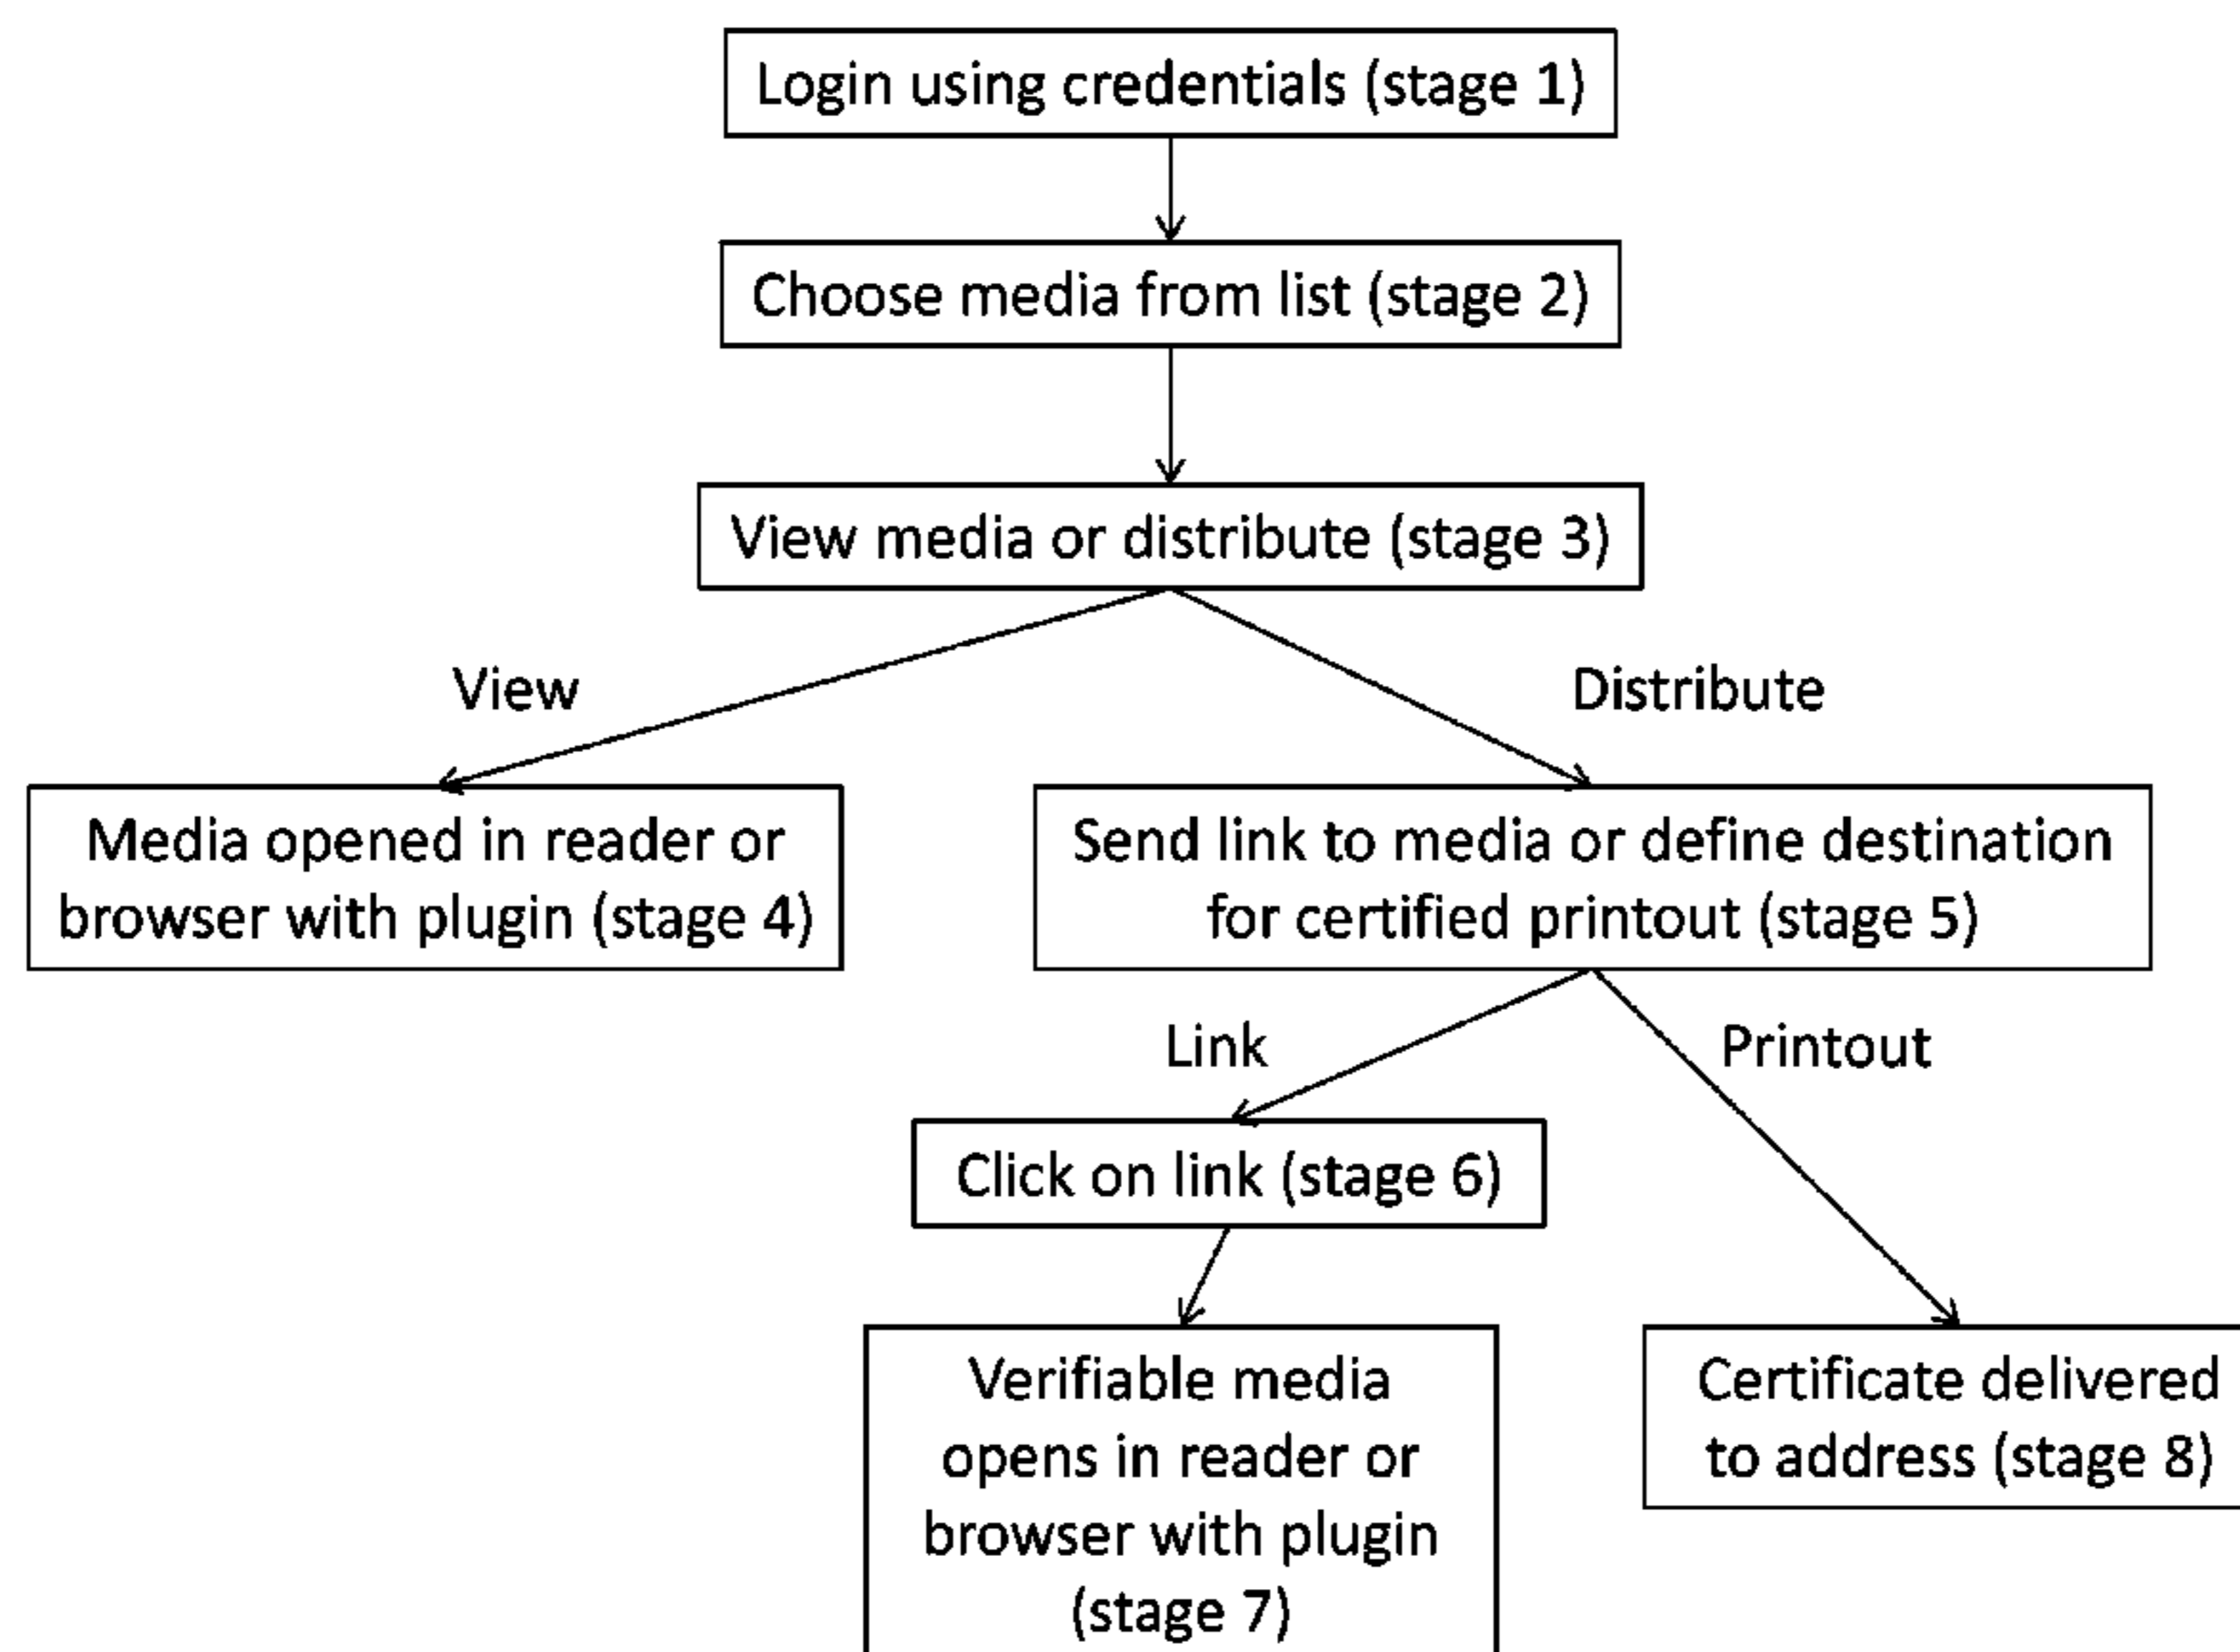 Login using credentials (stage 1)
Choose media from list (stage 2)
View media or distribute (stage 3)
View
Distribute
Media opened in reader or
browser with plugin (stage 4)
Send link to media or define destination
for certified printout (stage 5)
Link
Printout
Click on link (stage 6)
Verifiable media
opens in reader or
browser with plugin
(stage 7)
Certificate delivered
to address (stage 8)